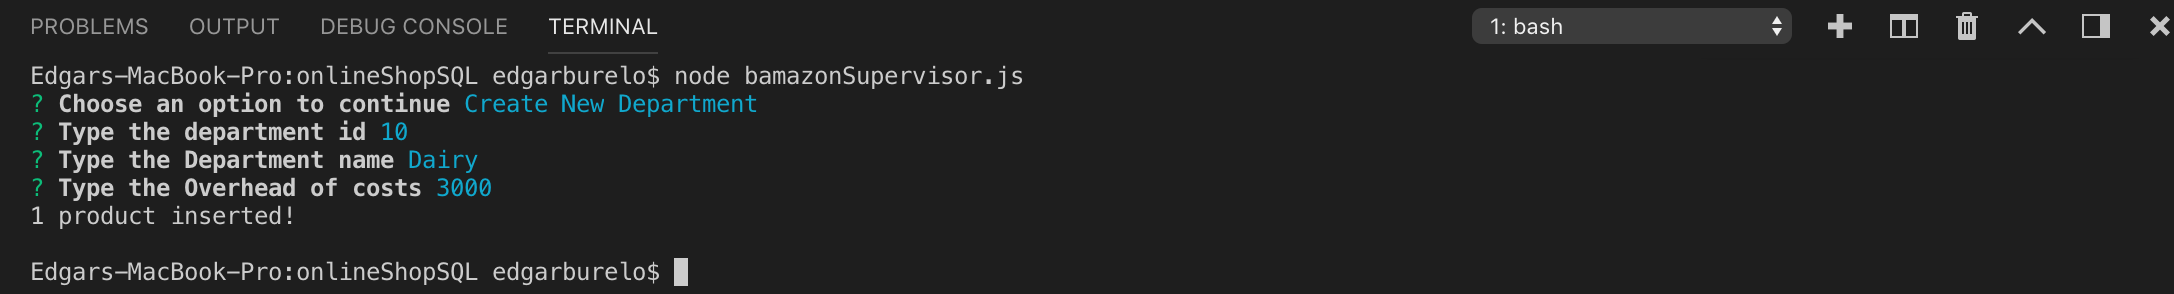 PROBLEMS OUTPUT DEBUG CONSOLE TERMINAL 1: bash
Edgars-MacBook-Pro:onlineShopSQL edgarburelo$ node bamazonSupervisor.js
? Choose an option to continue Create New Department
? Type the department id 10
? Type the Department name Dairy
? Type the Overhead of costs 3000
1 product inserted!
Edgars-MacBook-Pro:onlineShopSQL edgarburelo$